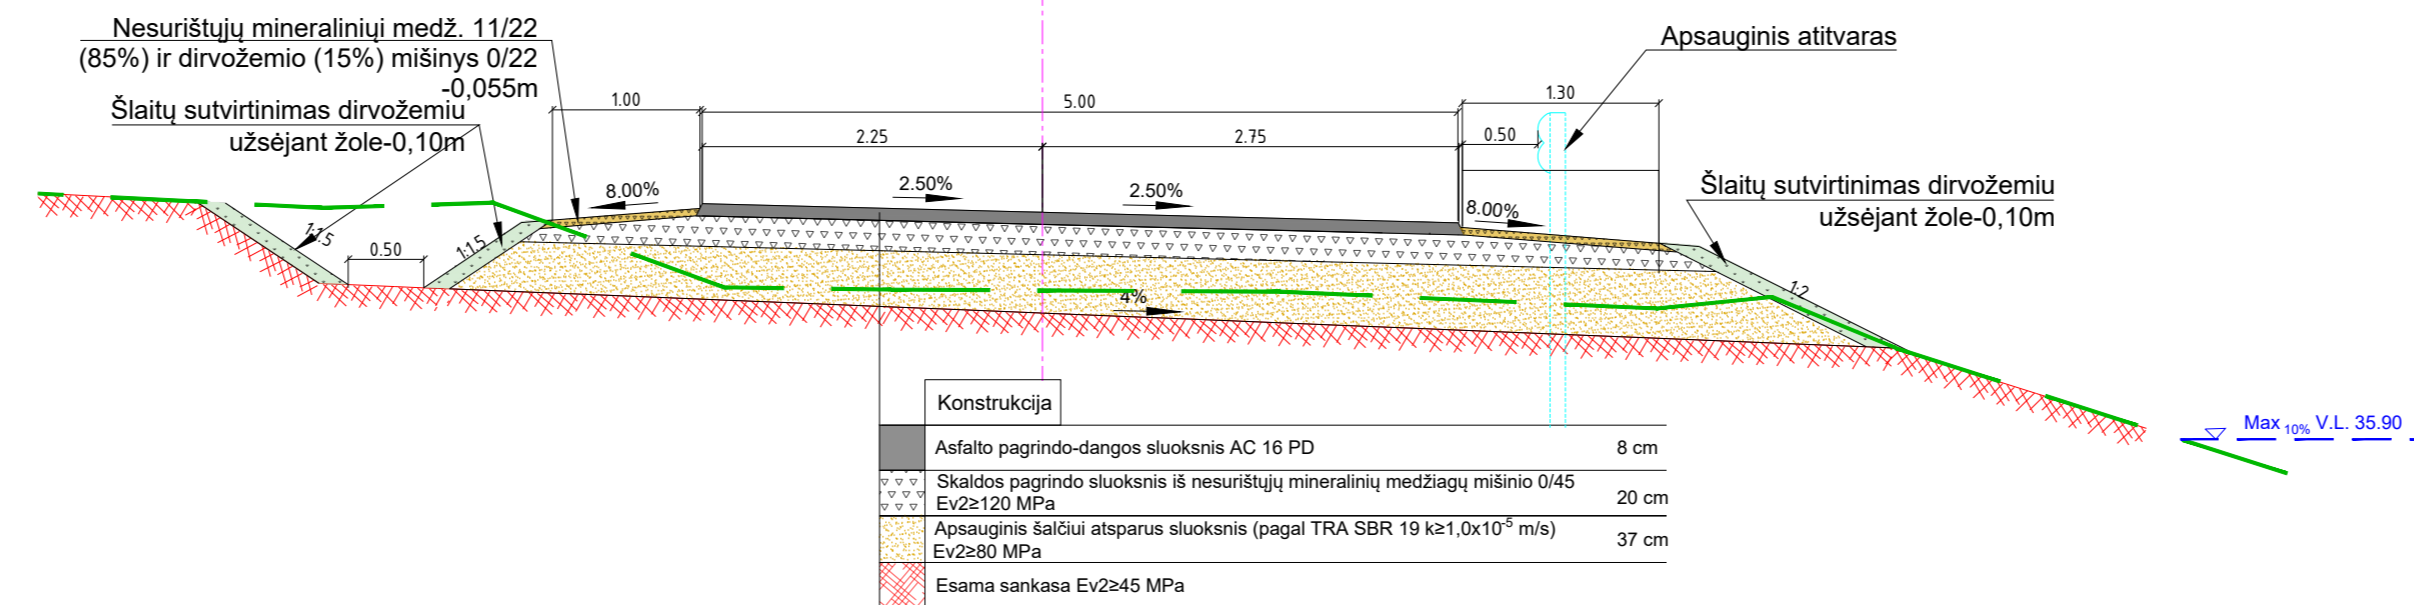 Nesurištųjų mineraliniųi medž. 11/22
(85%) ir dirvožemio (15%) mišinys 0/22
-0,055m
Šlaitų sutvirtinimas dirvožemiu
užsėjant žole-0,10m
Apsauginis atitvaras
Šlaitų sutvirtinimas dirvožemiu
užsėjant žole-0,10m
1.00
5.00
1.30
2.25
2.75
0.50
8.00%
2.50%
2.50%
8.00%
1:1.5
0.50
1:1.5
1:2
4%
Konstrukcija
Asfalto pagrindo-dangos sluoksnis AC 16 PD 8 cm
Skaldos pagrindo sluoksnis iš nesurištųjų mineralinių medžiagų mišinio 0/45
Ev2≥120 MPa 20 cm
Apsauginis šalčiui atsparus sluoksnis (pagal TRA SBR 19 k≥1,0x10⁻⁵ m/s)
Ev2≥80 MPa 37 cm
Esama sankasa Ev2≥45 MPa
Max 10% V.L. 35.90